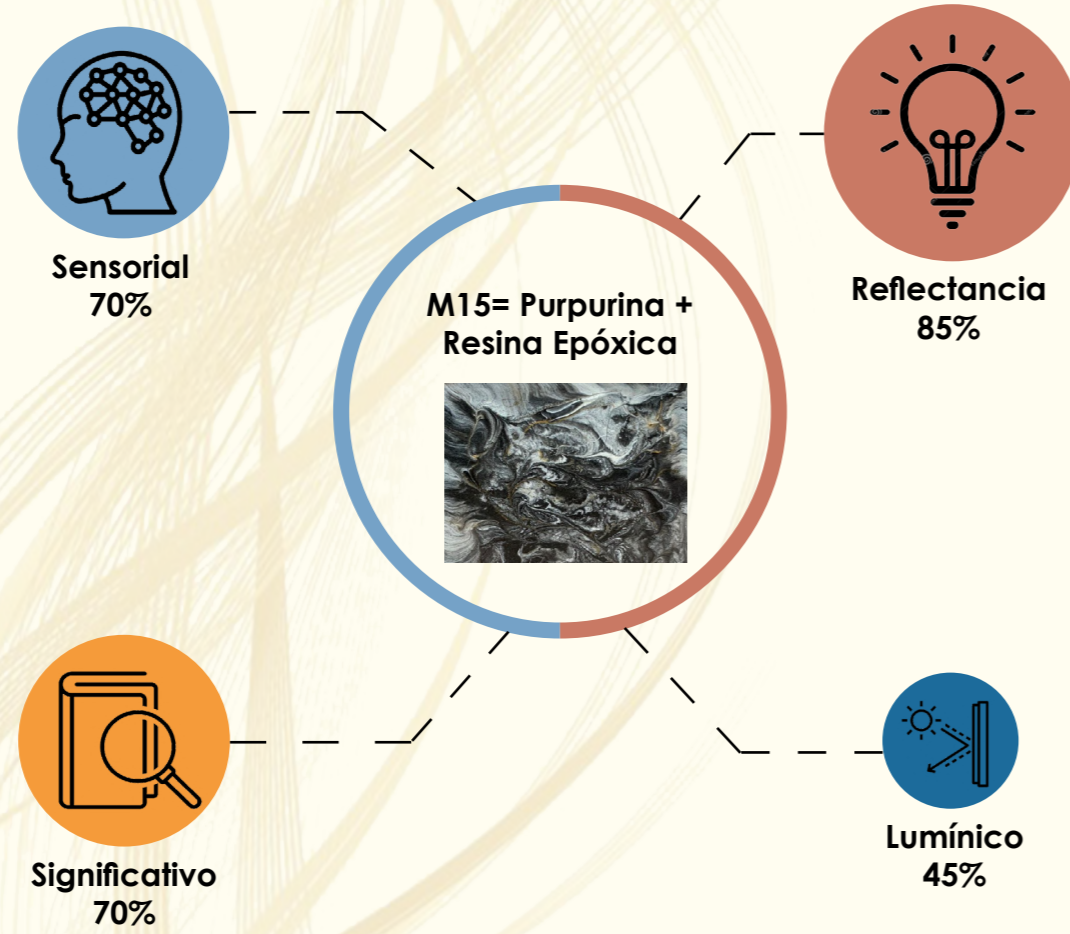 Sensorial
70%
Reflectancia
85%
M15= Purpurina +
Resina Epóxica
Significativo
70%
Lumínico
45%